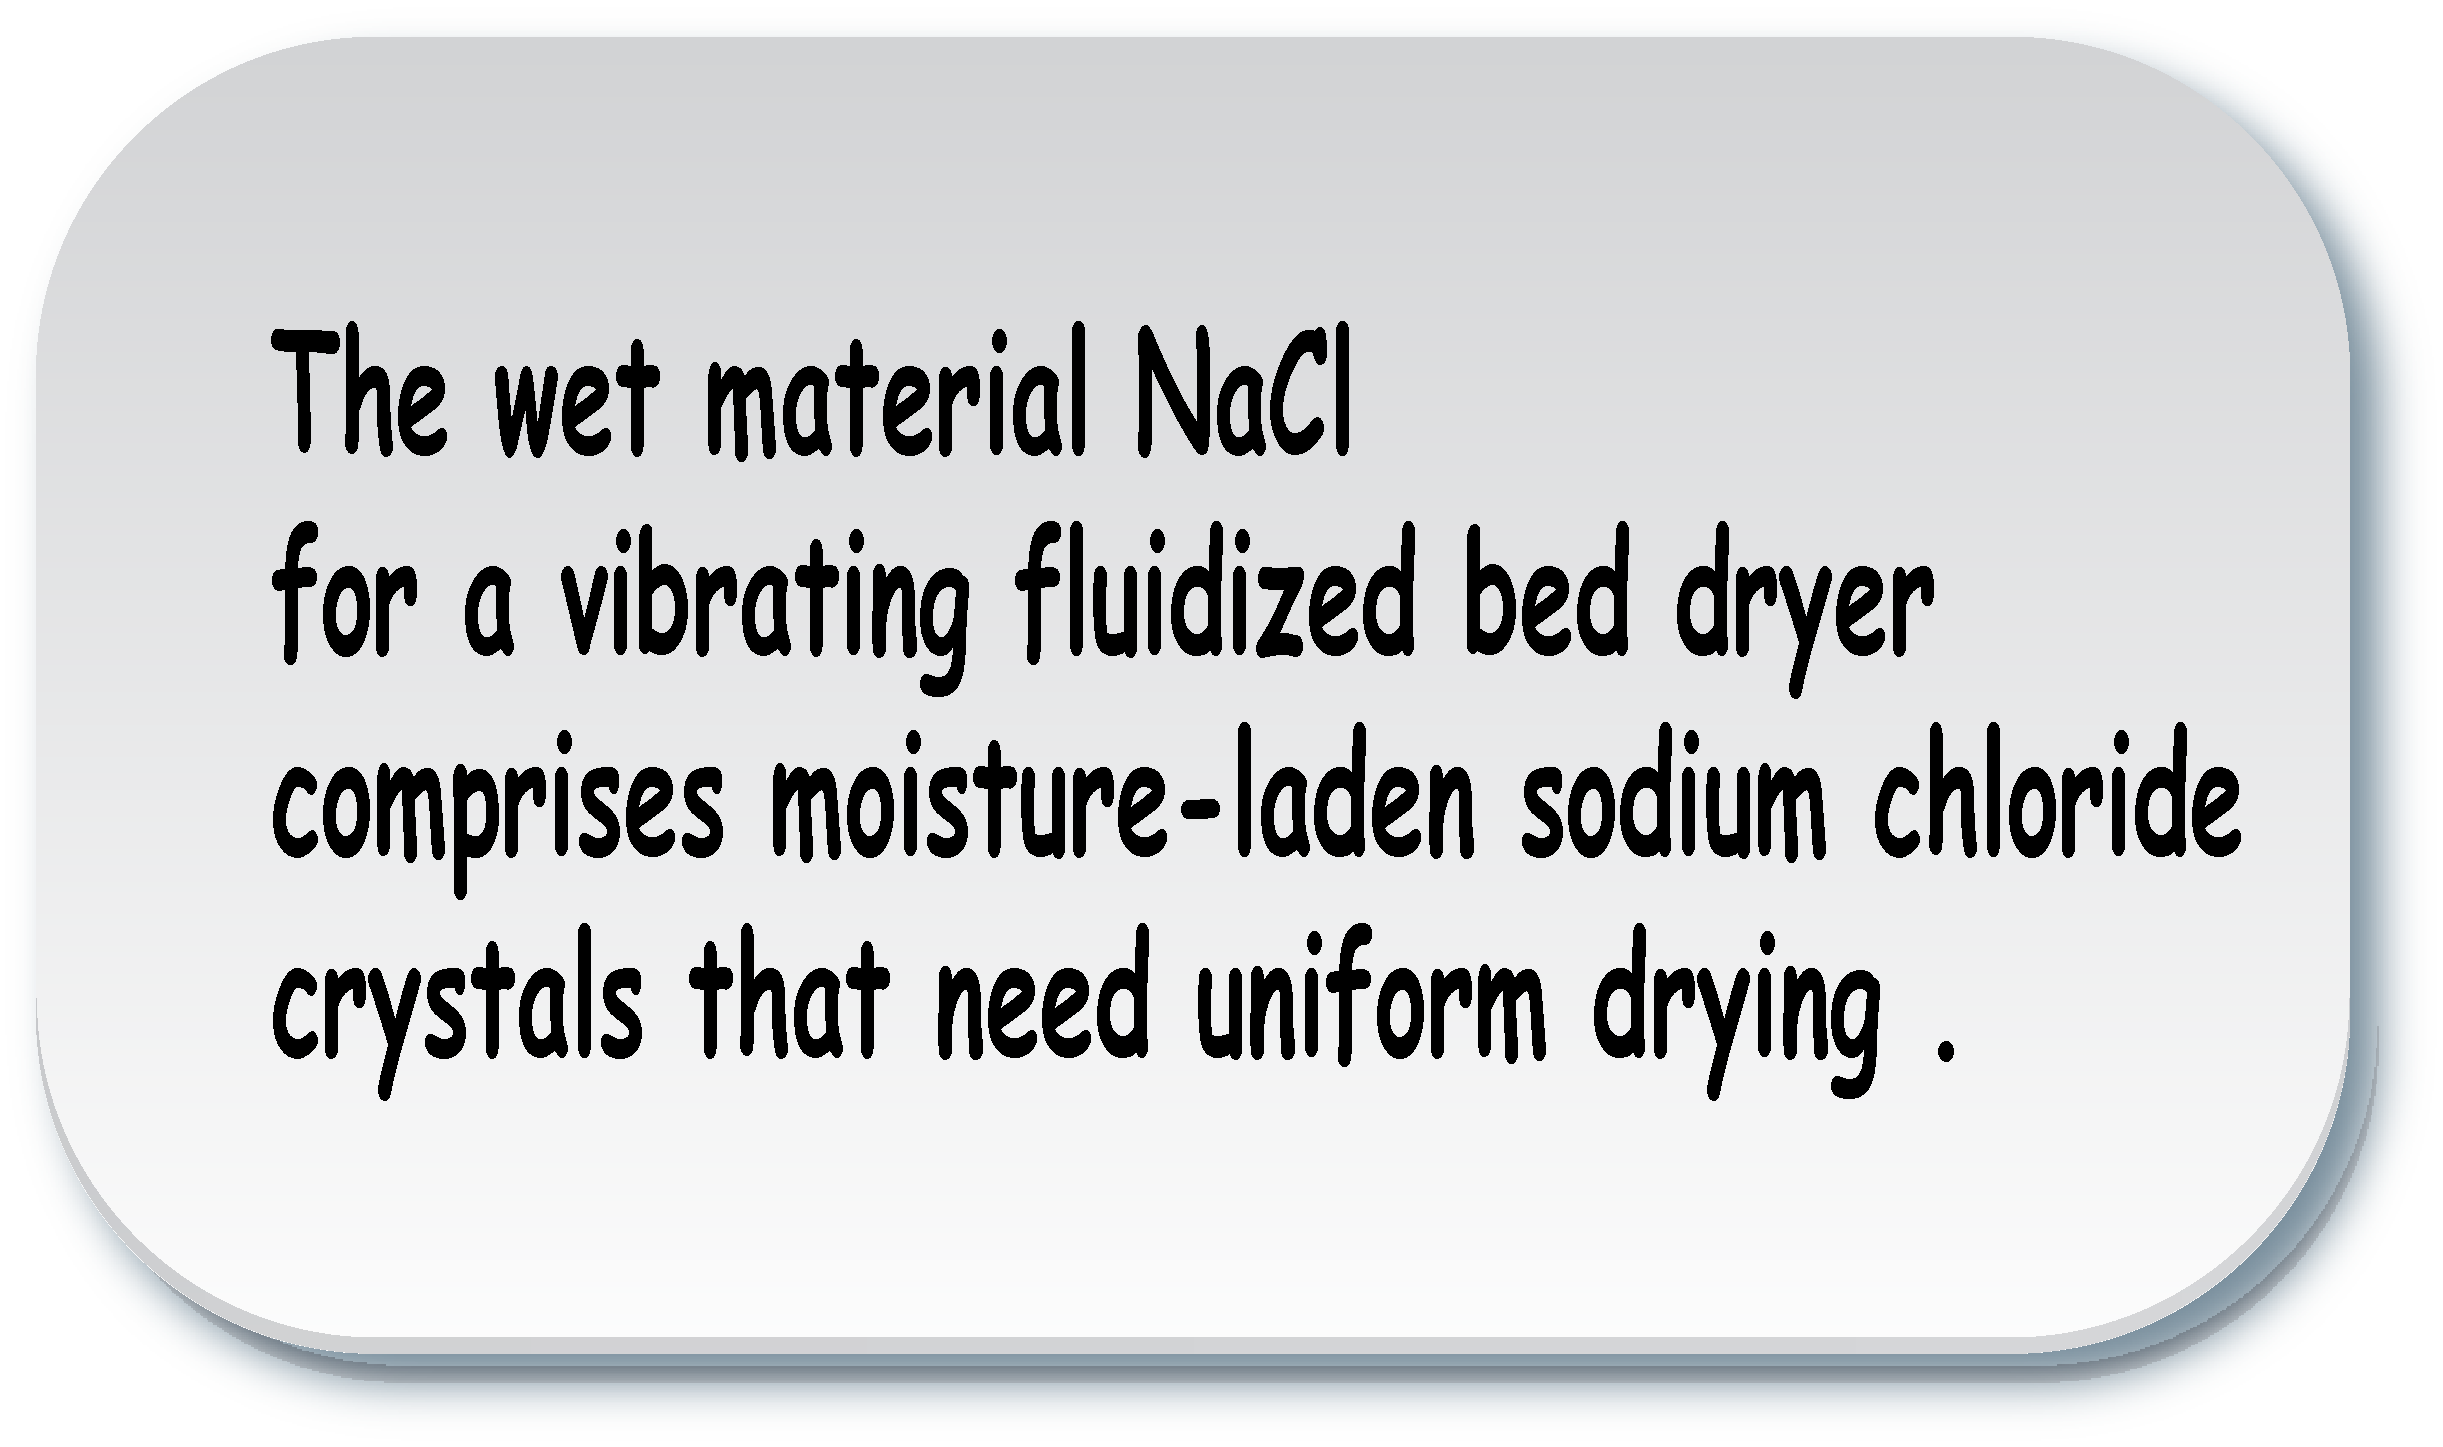 The wet material NaCl
for a vibrating fluidized bed dryer
comprises moisture-laden sodium chloride
crystals that need uniform drying .